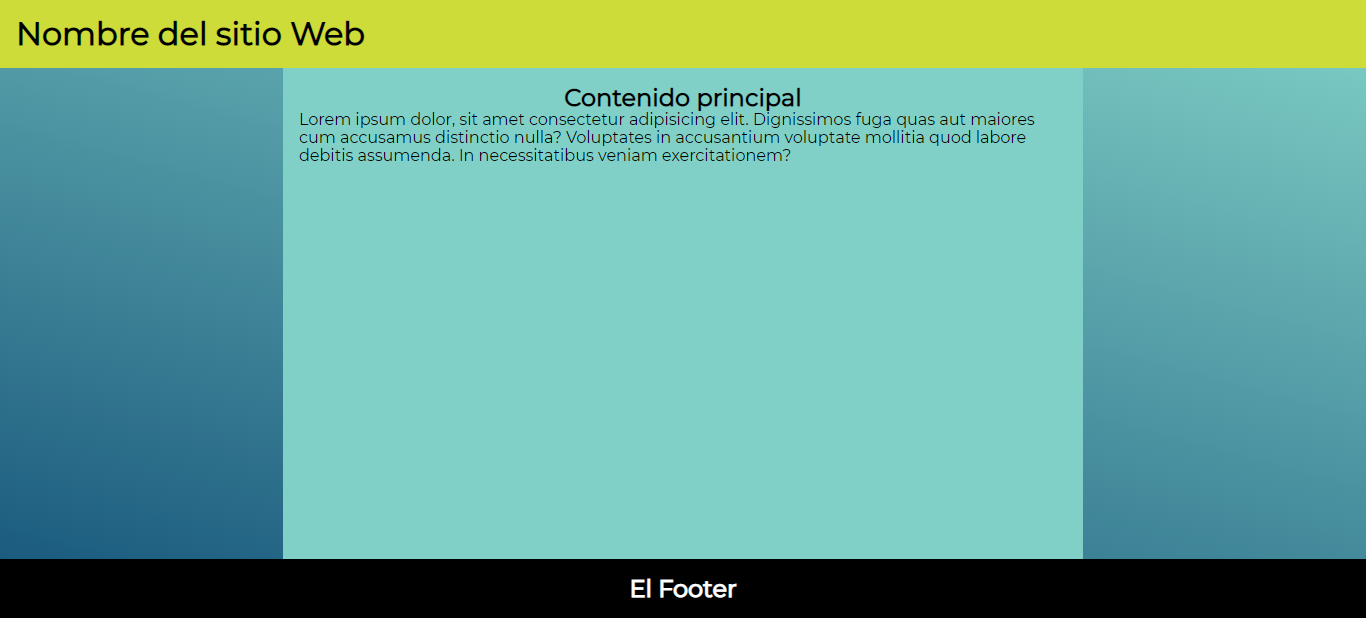 Nombre del sitio Web
Contenido principal
Lorem ipsum dolor, sit amet consectetur adipisicing elit. Dignissimos fuga quas aut maiores
cum accusamus distinctio nulla? Voluptates in accusantium voluptate mollitia quod labore
debitis assumenda. In necessitatibus veniam exercitationem?
El Footer